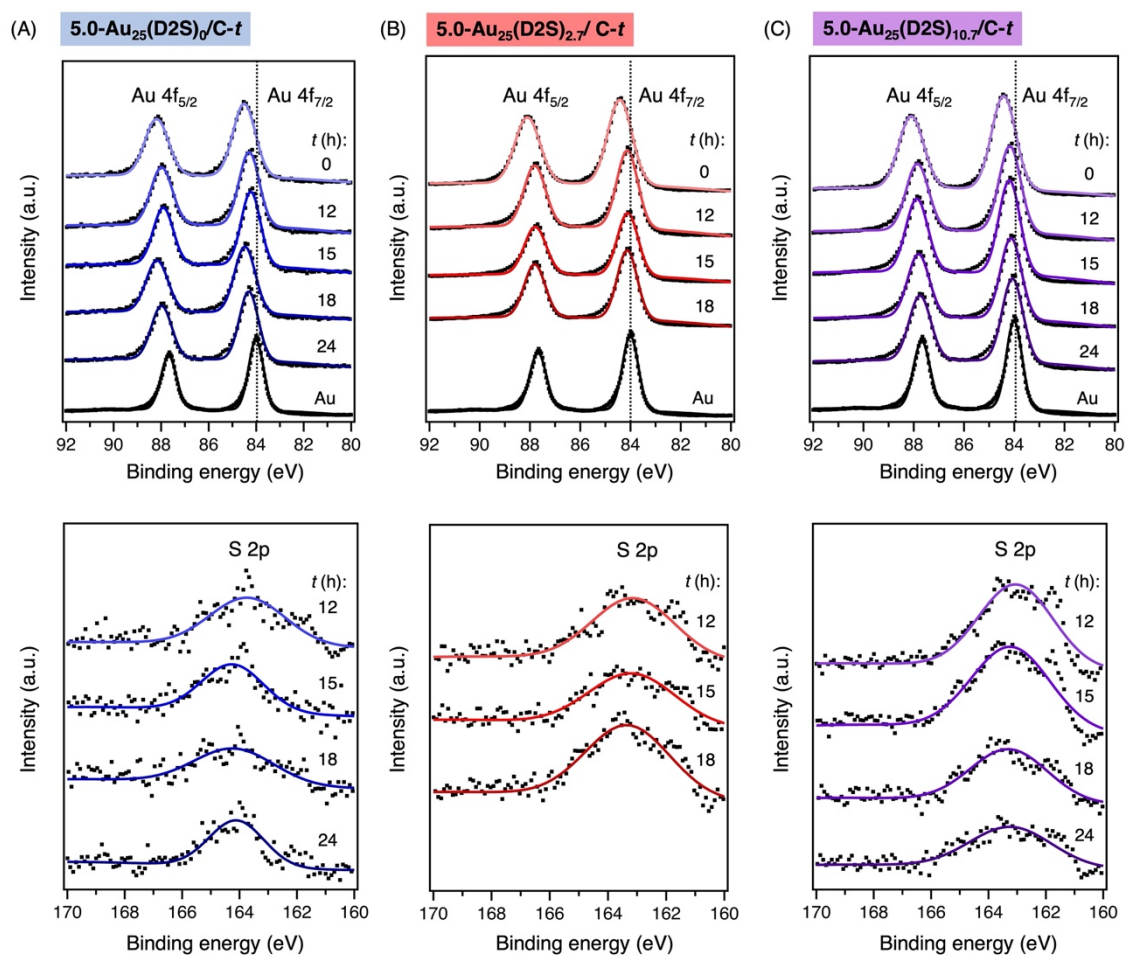 (A)
5.0-Au₂₅(D2S)₀/C-t
Intensity (a.u.)
Au 4f₅/₂
Au 4f₇/₂
t (h):
0
12
15
18
24
Au
92 90 88 86 84 82 80
Binding energy (eV)
(B)
5.0-Au₂₅(D2S)₂.₇/ C-t
Intensity (a.u.)
Au 4f₅/₂
Au 4f₇/₂
t (h):
0
12
15
18
Au
92 90 88 86 84 82 80
Binding energy (eV)
(C)
5.0-Au₂₅(D2S)₁₀.₇/C-t
Intensity (a.u.)
Au 4f₅/₂
Au 4f₇/₂
t (h):
0
12
15
18
24
Au
92 90 88 86 84 82 80
Binding energy (eV)
Intensity (a.u.)
S 2p
t (h):
12
15
18
24
170 168 166 164 162 160
Binding energy (eV)
Intensity (a.u.)
S 2p
t (h):
12
15
18
170 168 166 164 162 160
Binding energy (eV)
Intensity (a.u.)
S 2p
t (h):
12
15
18
24
170 168 166 164 162 160
Binding energy (eV)